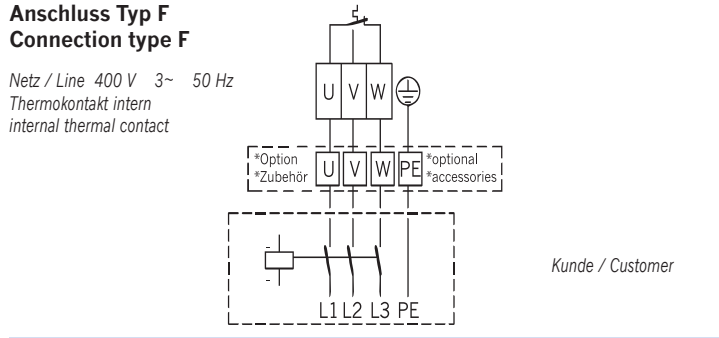 Anschluss Typ F
Connection type F
Netz / Line 400 V 3~ 50 Hz
Thermokontakt intern
internal thermal contact
U V W
*Option
*Zubehör
U V W PE
*optional
*accessories
L1 L2 L3 PE
Kunde / Customer